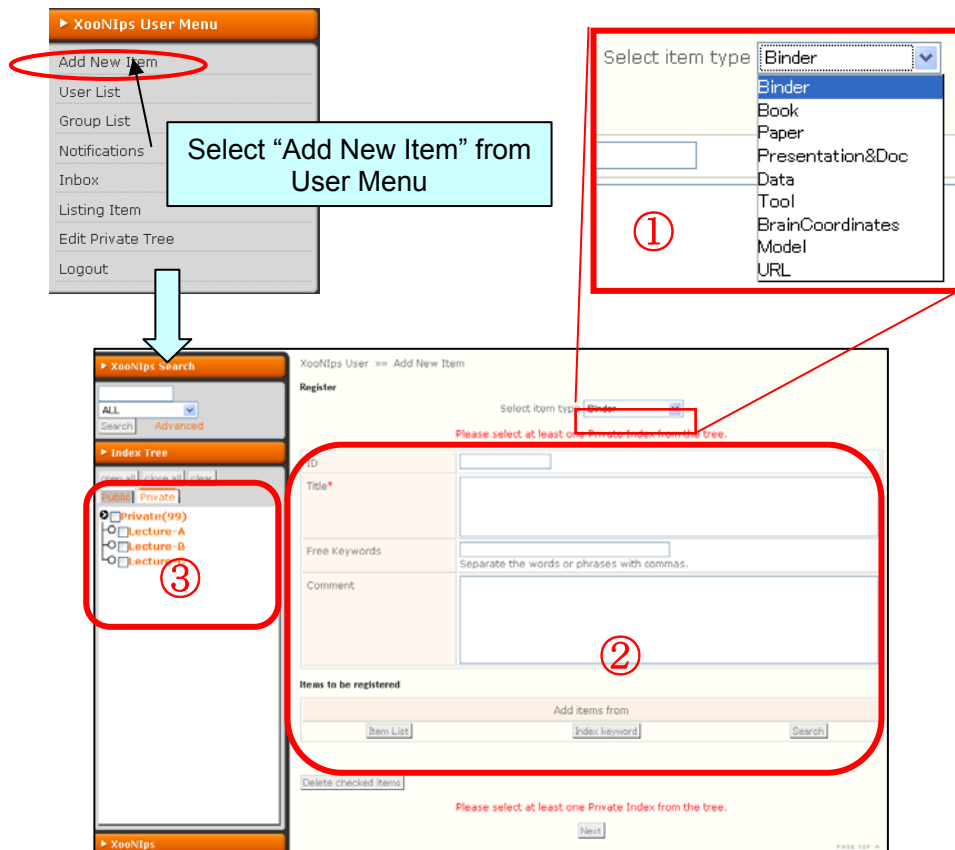 XooNIps User Menu
Add New Item
User List
Group List
Notifications
Inbox
Listing Item
Edit Private Tree
Logout
Select “Add New Item” from
User Menu
Select item type Binder
Binder
Book
Paper
Presentation&Doc
Data
Tool
BrainCoordinates
Model
URL
①
XooNIps Search
ALL
Search Advanced
Index Tree
open all close all clear
Public Private
Private(99)
Lecture-A
Lecture-B
③
XooNIps
XooNIps User »» Add New Item
Register
Select item type Binder
Please select at least one Private Index from the tree.
ID
Title*
Free Keywords
Separate the words or phrases with commas.
Comment
②
Items to be registered
Add items from
Item List Index keyword Search
Delete checked items
Please select at least one Private Index from the tree.
Next
PAGE TOP